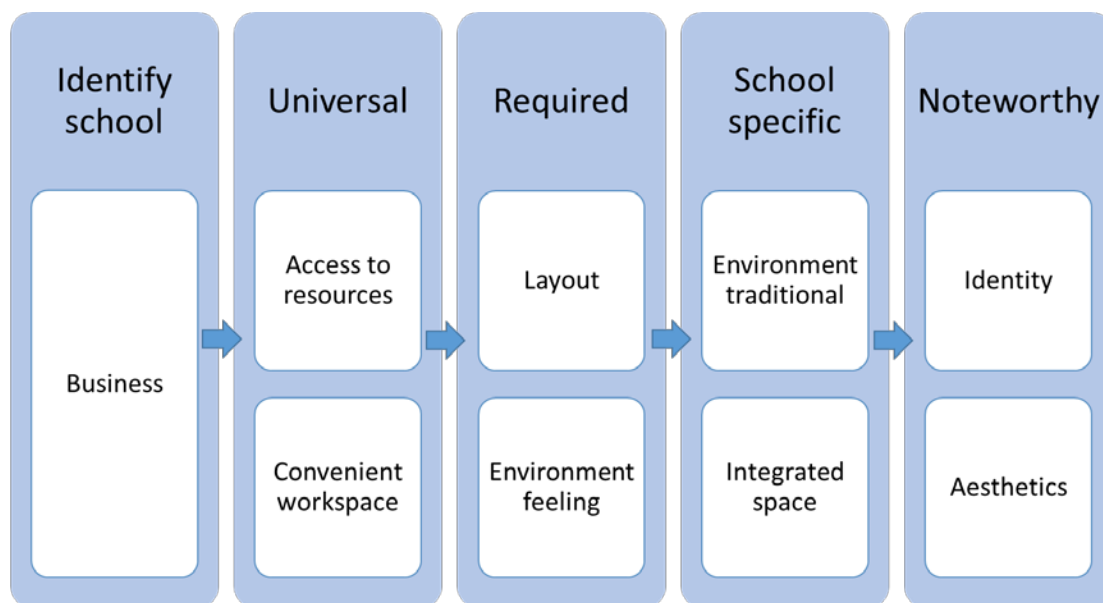 Identify
school
Business
Universal
Access to
resources
Convenient
workspace
Required
Layout
Environment
feeling
School
specific
Environment
traditional
Integrated
space
Noteworthy
Identity
Aesthetics